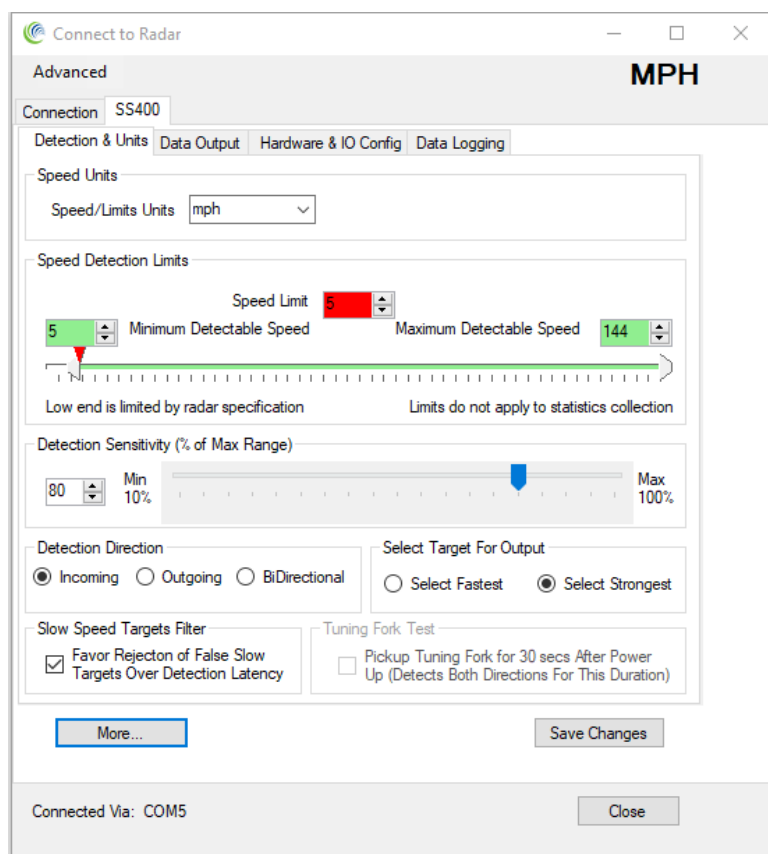 Connect to Radar
Advanced
MPH
Connection SS400
Detection & Units Data Output Hardware & IO Config Data Logging
Speed Units
Speed/Limits Units mph
Speed Detection Limits
Speed Limit 5
5 Minimum Detectable Speed Maximum Detectable Speed 144
Low end is limited by radar specification Limits do not apply to statistics collection
Detection Sensitivity (% of Max Range)
80 Min 10% Max 100%
Detection Direction
Incoming Outgoing BiDirectional
Select Target For Output
Select Fastest Select Strongest
Slow Speed Targets Filter
Favor Rejecton of False Slow
Targets Over Detection Latency
Tuning Fork Test
Pickup Tuning Fork for 30 secs After Power
Up (Detects Both Directions For This Duration)
More... Save Changes
Connected Via: COM5 Close